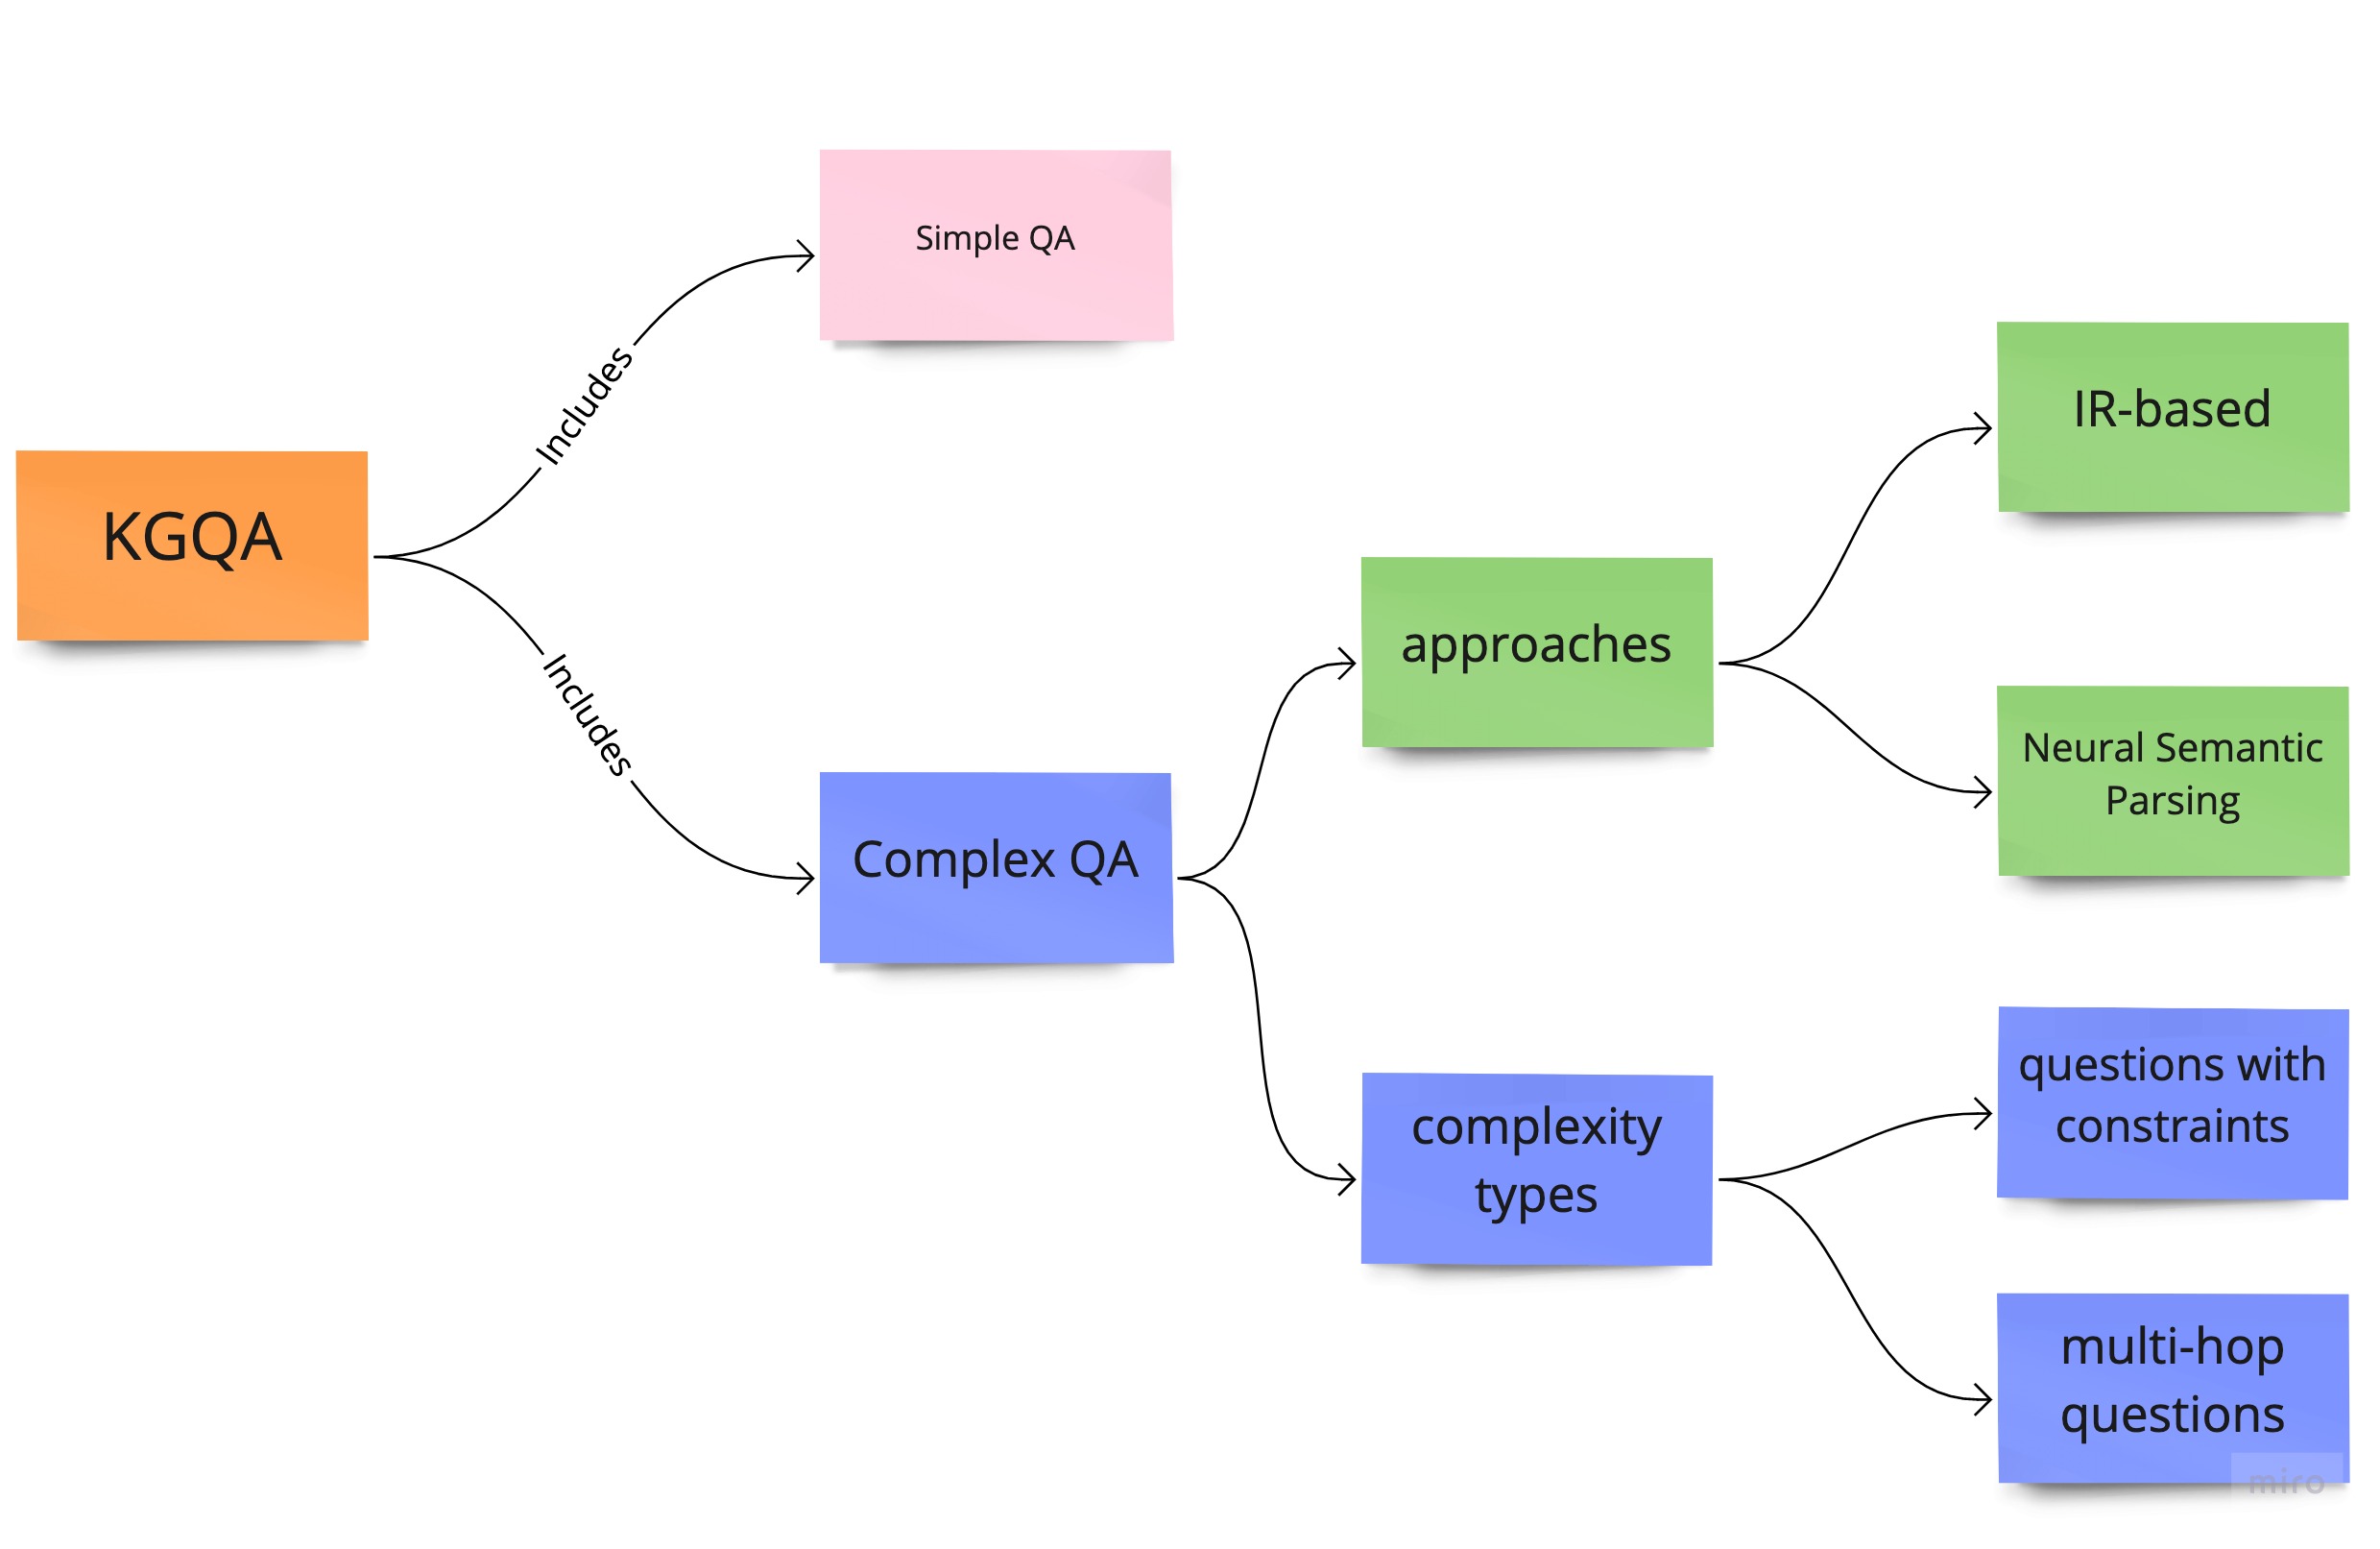 Simple QA
Includes
KGQA
Includes
Complex QA
approaches
IR-based
Neural Semantic
Parsing
complexity
types
questions with
constraints
multi-hop
questions
miro